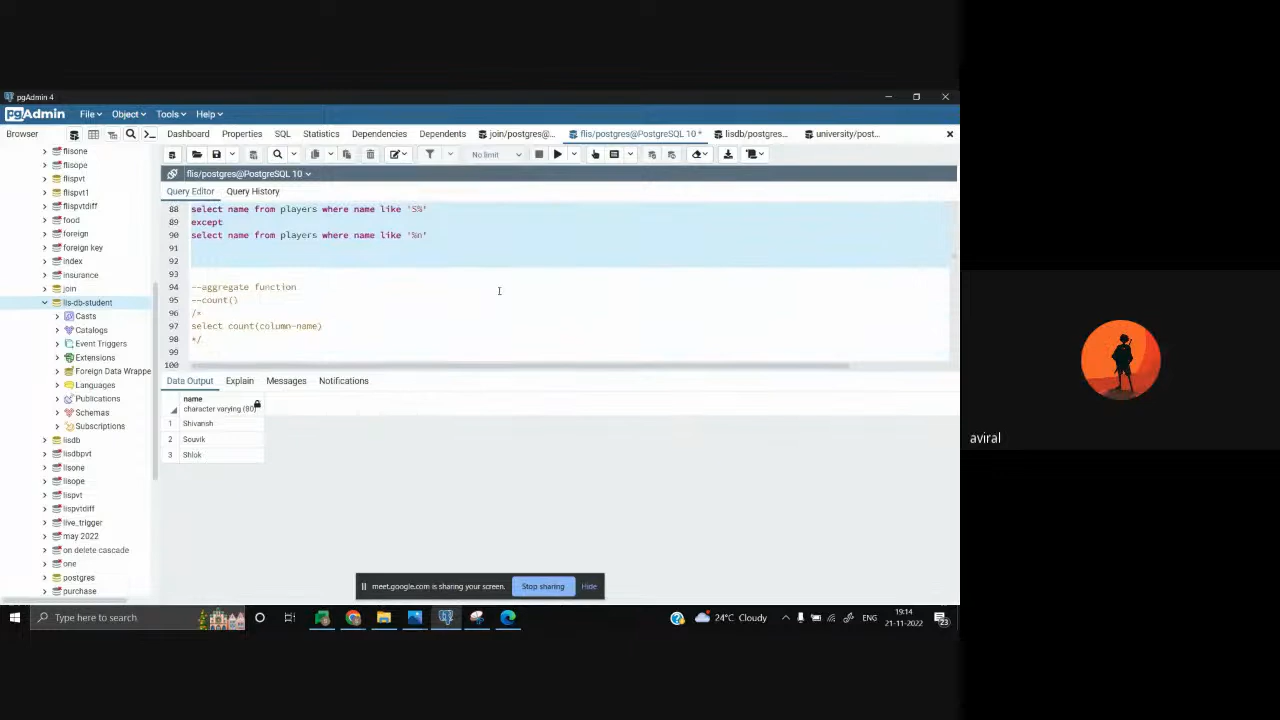 pgAdmin 4
pgAdmin File Object Tools Help
Browser Dashboard Properties SQL Statistics Dependencies Dependents join/postgres@... flis/postgres@PostgreSQL 10 * lisdb/postgres... university/post...
No limit
flis/postgres@PostgreSQL 10
Query Editor Query History
flisone
flisope
flispvt
flispvt1
flispvtdiff
food
foreign
foreign key
index
insurance
join
lis-db-student
Casts
Catalogs
Event Triggers
Extensions
Foreign Data Wrappe
Languages
Publications
Schemas
Subscriptions
lisdb
lisdbpvt
lisone
lisope
lispvt
lispvtdiff
live_trigger
may 2022
on delete cascade
one
postgres
purchase
88 select name from players where name like 'S%'
89 except
90 select name from players where name like '%n'
91
92
93
94 --aggregate function
95 --count()
96 /*
97 select count(column-name)
98 */
99
100
Data Output Explain Messages Notifications
name
character varying (80)
1 Shivansh
2 Souvik
3 Shlok
meet.google.com is sharing your screen. Stop sharing Hide
Type here to search
24°C Cloudy ENG 19:14
21-11-2022
23
aviral